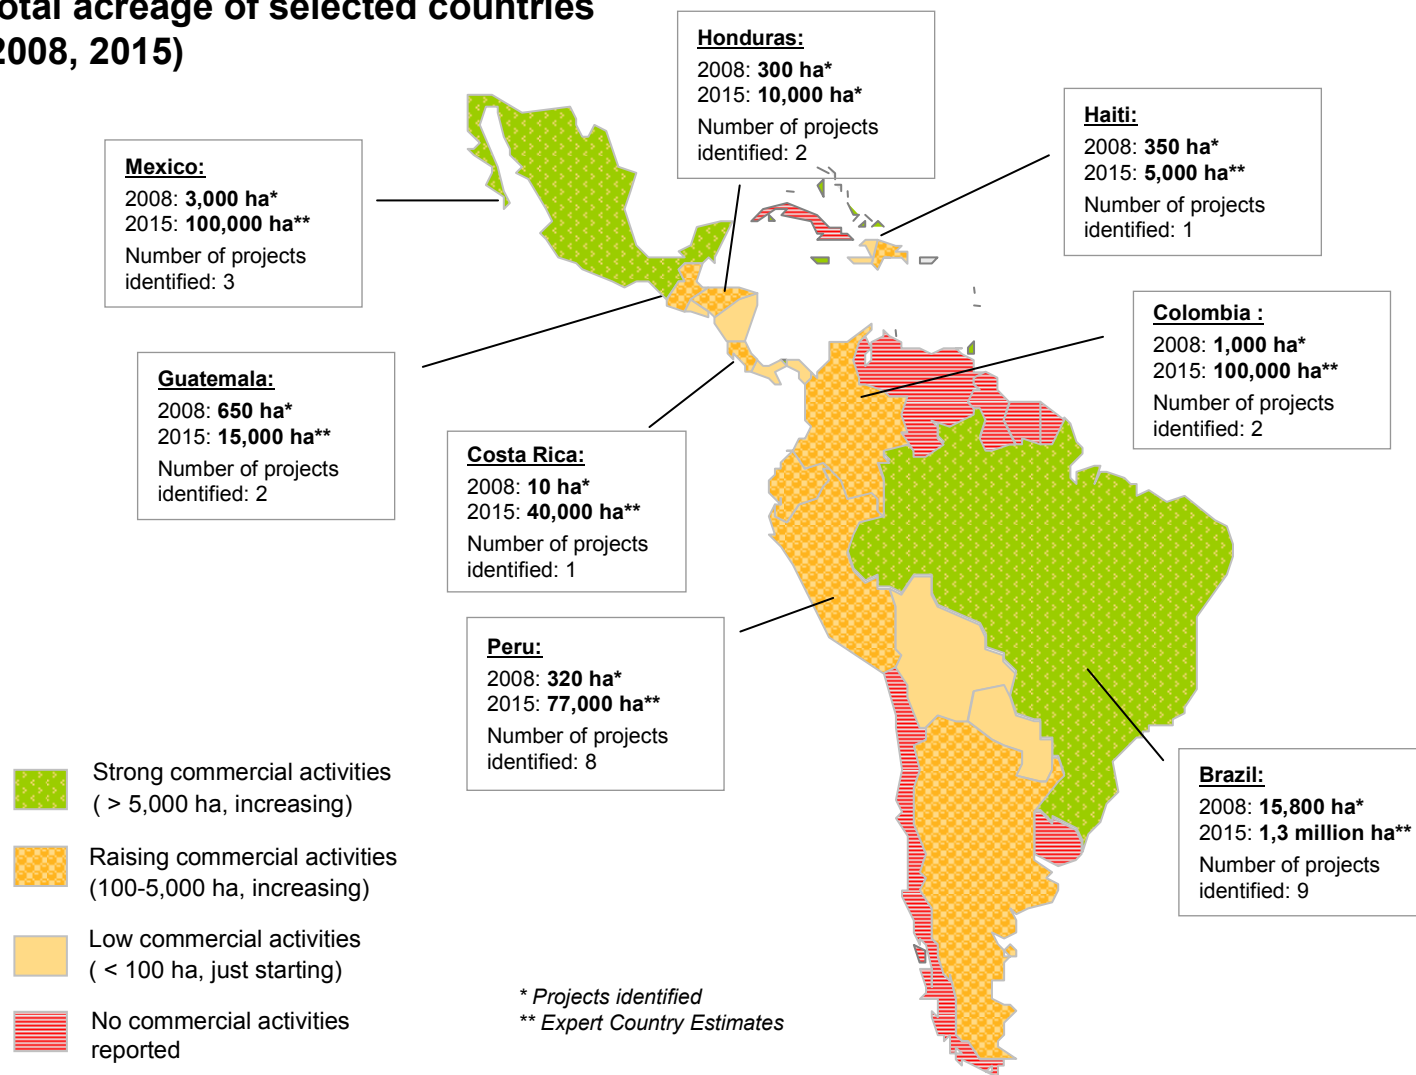 otal acreage of selected countries
2008, 2015)
Honduras:
2008: 300 ha*
2015: 10,000 ha*
Number of projects
identified: 2
Haiti:
2008: 350 ha*
2015: 5,000 ha**
Number of projects
identified: 1
Mexico:
2008: 3,000 ha*
2015: 100,000 ha**
Number of projects
identified: 3
Colombia :
2008: 1,000 ha*
2015: 100,000 ha**
Number of projects
identified: 2
Guatemala:
2008: 650 ha*
2015: 15,000 ha**
Number of projects
identified: 2
Costa Rica:
2008: 10 ha*
2015: 40,000 ha**
Number of projects
identified: 1
Peru:
2008: 320 ha*
2015: 77,000 ha**
Number of projects
identified: 8
Brazil:
2008: 15,800 ha*
2015: 1,3 million ha**
Number of projects
identified: 9
Strong commercial activities
( > 5,000 ha, increasing)
Raising commercial activities
(100-5,000 ha, increasing)
Low commercial activities
( < 100 ha, just starting)
No commercial activities
reported
* Projects identified
** Expert Country Estimates